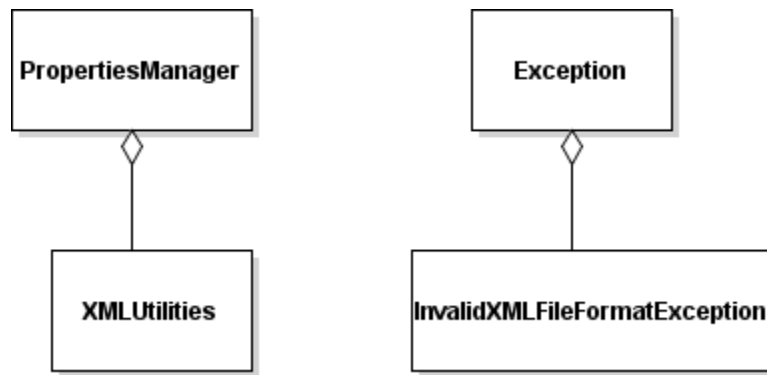 PropertiesManager
Exception
XMLUtilities
InvalidXMLFileFormatException